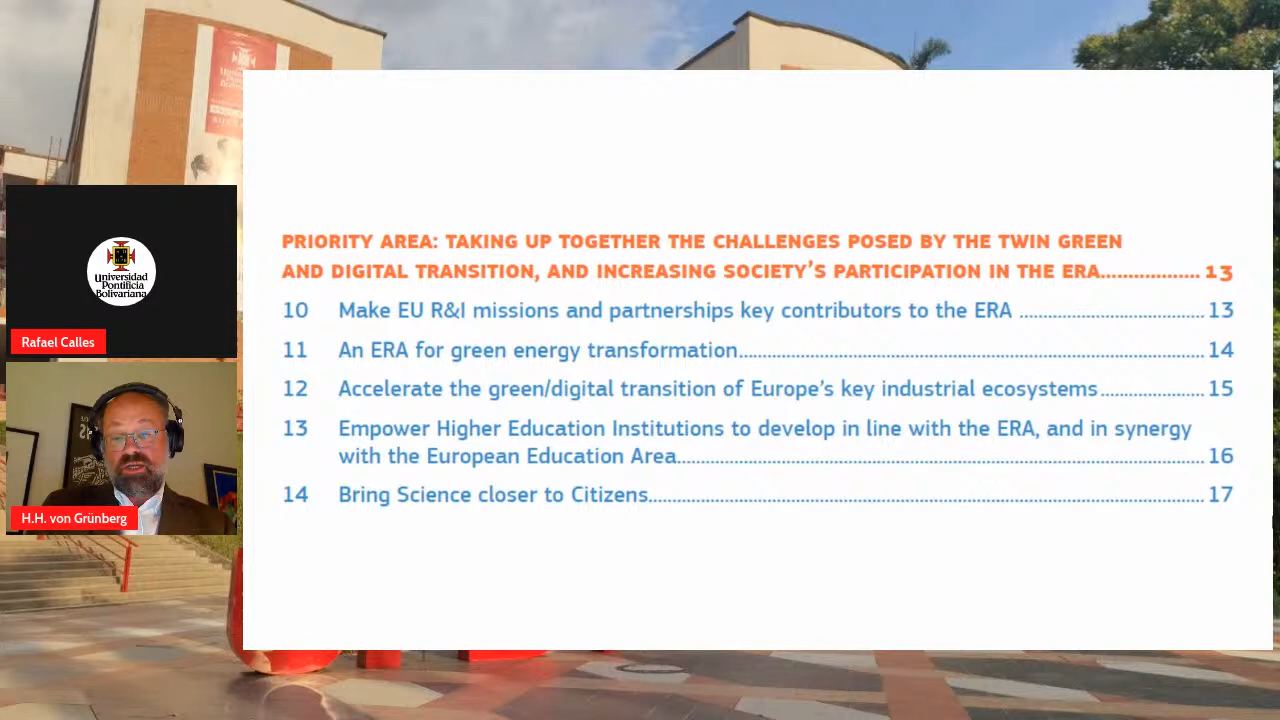 Universidad
Pontificia
Bolivariana
Rafael Calles
H.H. von Grünberg
PRIORITY AREA: TAKING UP TOGETHER THE CHALLENGES POSED BY THE TWIN GREEN
AND DIGITAL TRANSITION, AND INCREASING SOCIETY'S PARTICIPATION IN THE ERA.................. 13
10 Make EU R&I missions and partnerships key contributors to the ERA ........................................ 13
11 An ERA for green energy transformation.................................................................................. 14
12 Accelerate the green/digital transition of Europe's key industrial ecosystems....................... 15
13 Empower Higher Education Institutions to develop in line with the ERA, and in synergy
with the European Education Area............................................................................................ 16
14 Bring Science closer to Citizens.................................................................................................. 17